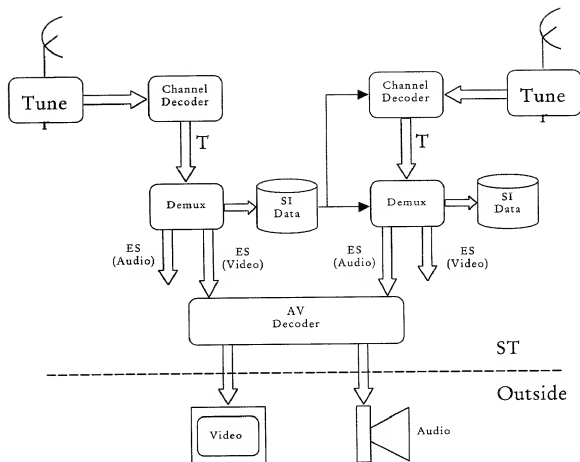 Tune
Channel
Decoder
Channel
Decoder
Tune
T
T
Demux
SI
Data
Demux
SI
Data
ES
(Audio)
ES
(Video)
ES
(Audio)
ES
(Video)
AV
Decoder
ST
Outside
Video
Audio